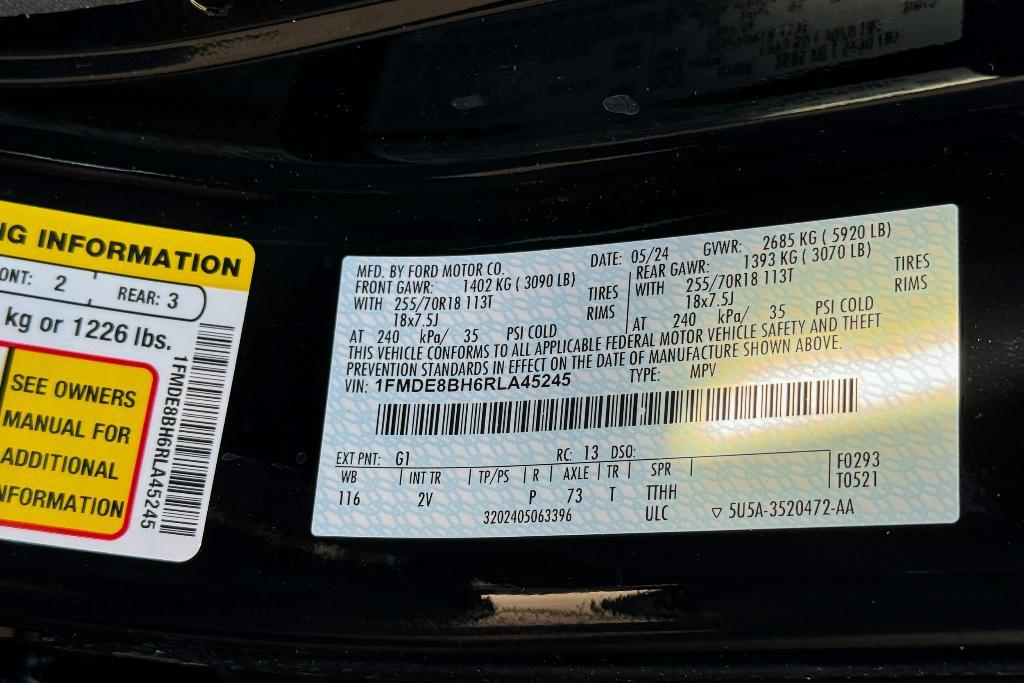 NG INFORMATION
ONT: 2 REAR: 3
kg or 1226 lbs.
SEE OWNERS
MANUAL FOR
ADDITIONAL
INFORMATION
1FMDE8BH6RLA45245
MFD. BY FORD MOTOR CO. DATE: 05/24 GVWR: 2685 KG ( 5920 LB)
FRONT GAWR: 1402 KG ( 3090 LB) REAR GAWR: 1393 KG ( 3070 LB)
WITH 255/70R18 113T TIRES WITH 255/70R18 113T TIRES
18x7.5J RIMS 18x7.5J RIMS
AT 240 kPa/ 35 PSI COLD AT 240 kPa/ 35 PSI COLD
THIS VEHICLE CONFORMS TO ALL APPLICABLE FEDERAL MOTOR VEHICLE SAFETY AND THEFT
PREVENTION STANDARDS IN EFFECT ON THE DATE OF MANUFACTURE SHOWN ABOVE.
VIN: 1FMDE8BH6RLA45245 TYPE: MPV
EXT PNT: G1 RC: 13 DSO:
WB INT TR TP/PS R AXLE TR SPR F0293
116 2V P 73 T TTHH T0521
3202405063396 ULC ▽ 5U5A-3520472-AA